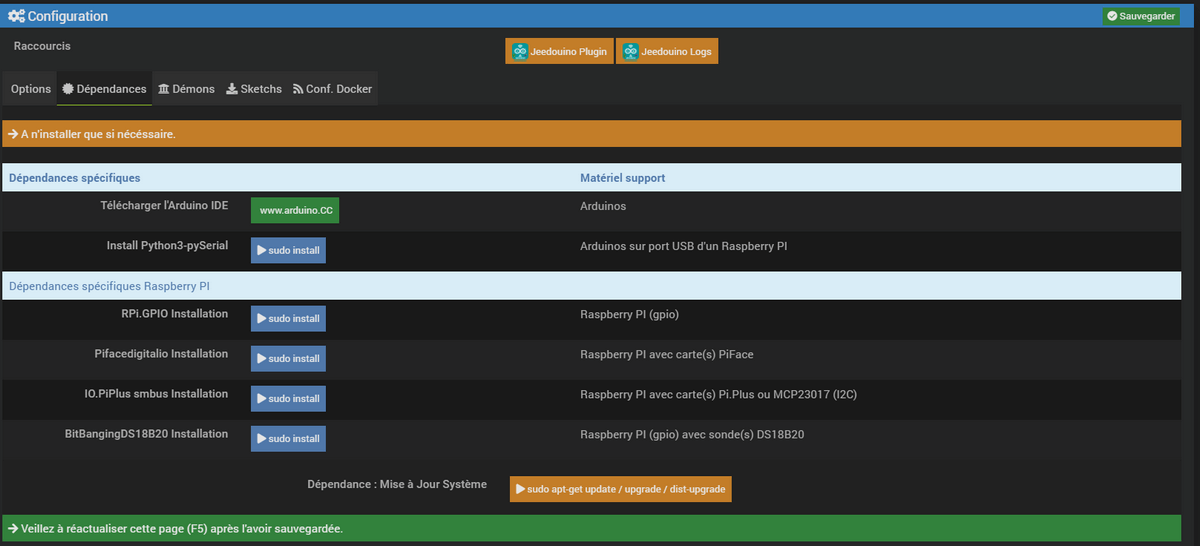 Configuration
Sauvegarder
Raccourcis
Jeedouino Plugin
Jeedouino Logs
Options
Dépendances
Démons
Sketchs
Conf. Docker
A n'installer que si nécéssaire.
Dépendances spécifiques
Matériel support
Télécharger l'Arduino IDE
www.arduino.CC
Arduinos
Install Python3-pySerial
sudo install
Arduinos sur port USB d'un Raspberry PI
Dépendances spécifiques Raspberry PI
RPi.GPIO Installation
sudo install
Raspberry PI (gpio)
Pifacedigitalio Installation
sudo install
Raspberry PI avec carte(s) PiFace
IO.PiPlus smbus Installation
sudo install
Raspberry PI avec carte(s) Pi.Plus ou MCP23017 (I2C)
BitBangingDS18B20 Installation
sudo install
Raspberry PI (gpio) avec sonde(s) DS18B20
Dépendance : Mise à Jour Système
sudo apt-get update / upgrade / dist-upgrade
Veillez à réactualiser cette page (F5) après l'avoir sauvegardée.